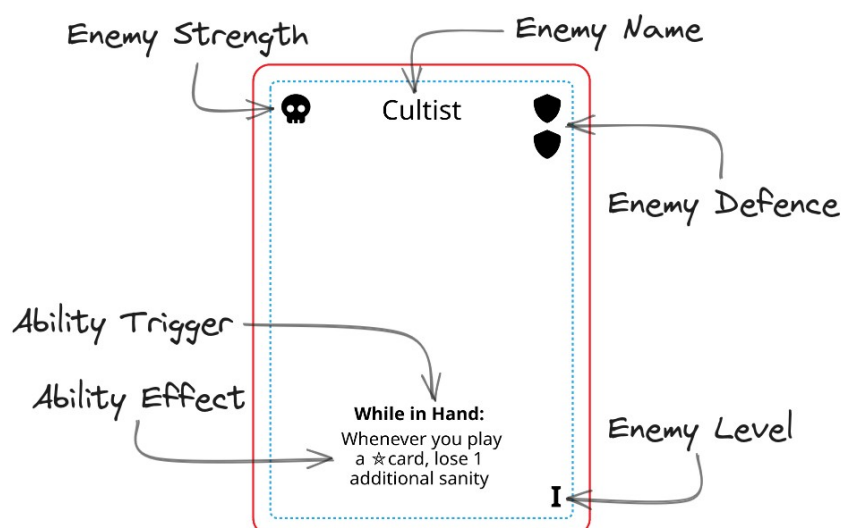 Enemy Strength
Enemy Name
Cultist
Enemy Defence
Ability Trigger
Ability Effect
While in Hand:
Whenever you play
a ⛤card, lose 1
additional sanity
Enemy Level
I